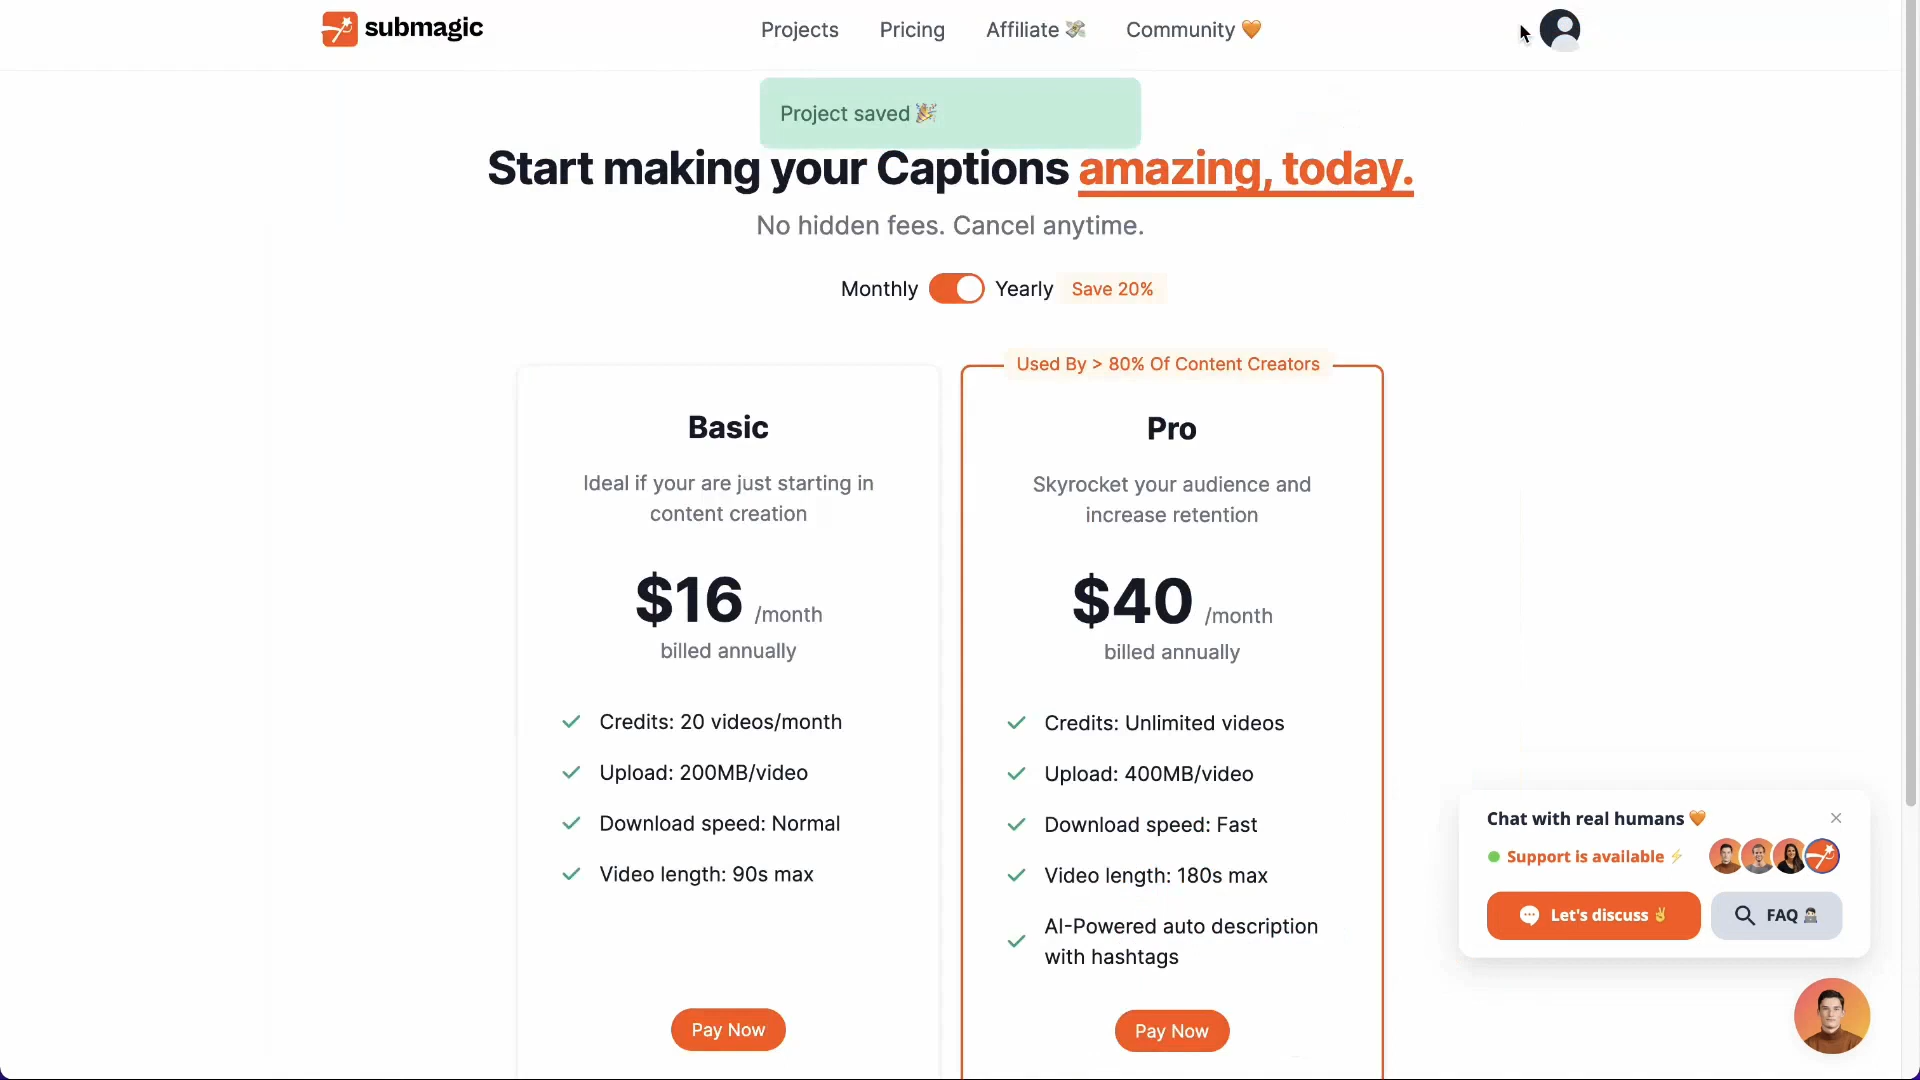 submagic
Projects
Pricing
Affiliate 💸
Community 🧡
Project saved 🎉
Start making your Captions amazing, today.
No hidden fees. Cancel anytime.
Monthly
Yearly
Save 20%
Basic
Ideal if your are just starting in
content creation
$16 /month
billed annually
Credits: 20 videos/month
Upload: 200MB/video
Download speed: Normal
Video length: 90s max
Pay Now
Used By > 80% Of Content Creators
Pro
Skyrocket your audience and
increase retention
$40 /month
billed annually
Credits: Unlimited videos
Upload: 400MB/video
Download speed: Fast
Video length: 180s max
AI-Powered auto description
with hashtags
Pay Now
Chat with real humans 🧡
Support is available ⚡
Let's discuss ✌
FAQ 👨🏻‍💻